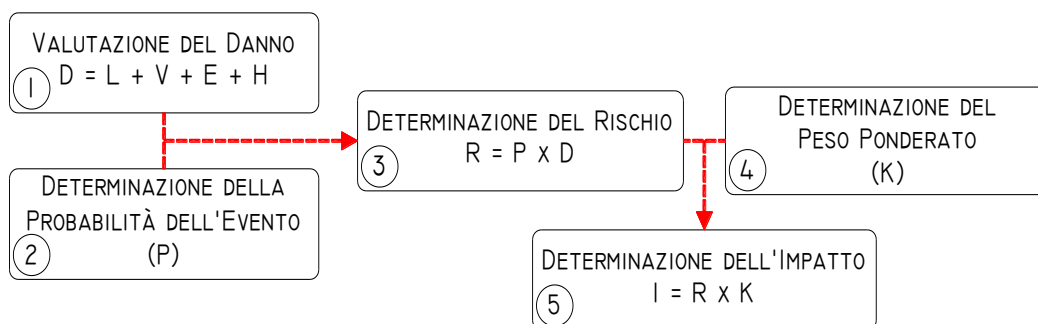 Valutazione del Danno
D = L + V + E + H
1
Determinazione della
Probabilità dell'Evento
(P)
2
Determinazione del Rischio
R = P x D
3
Determinazione del
Peso Ponderato
(K)
4
Determinazione dell'Impatto
I = R x K
5